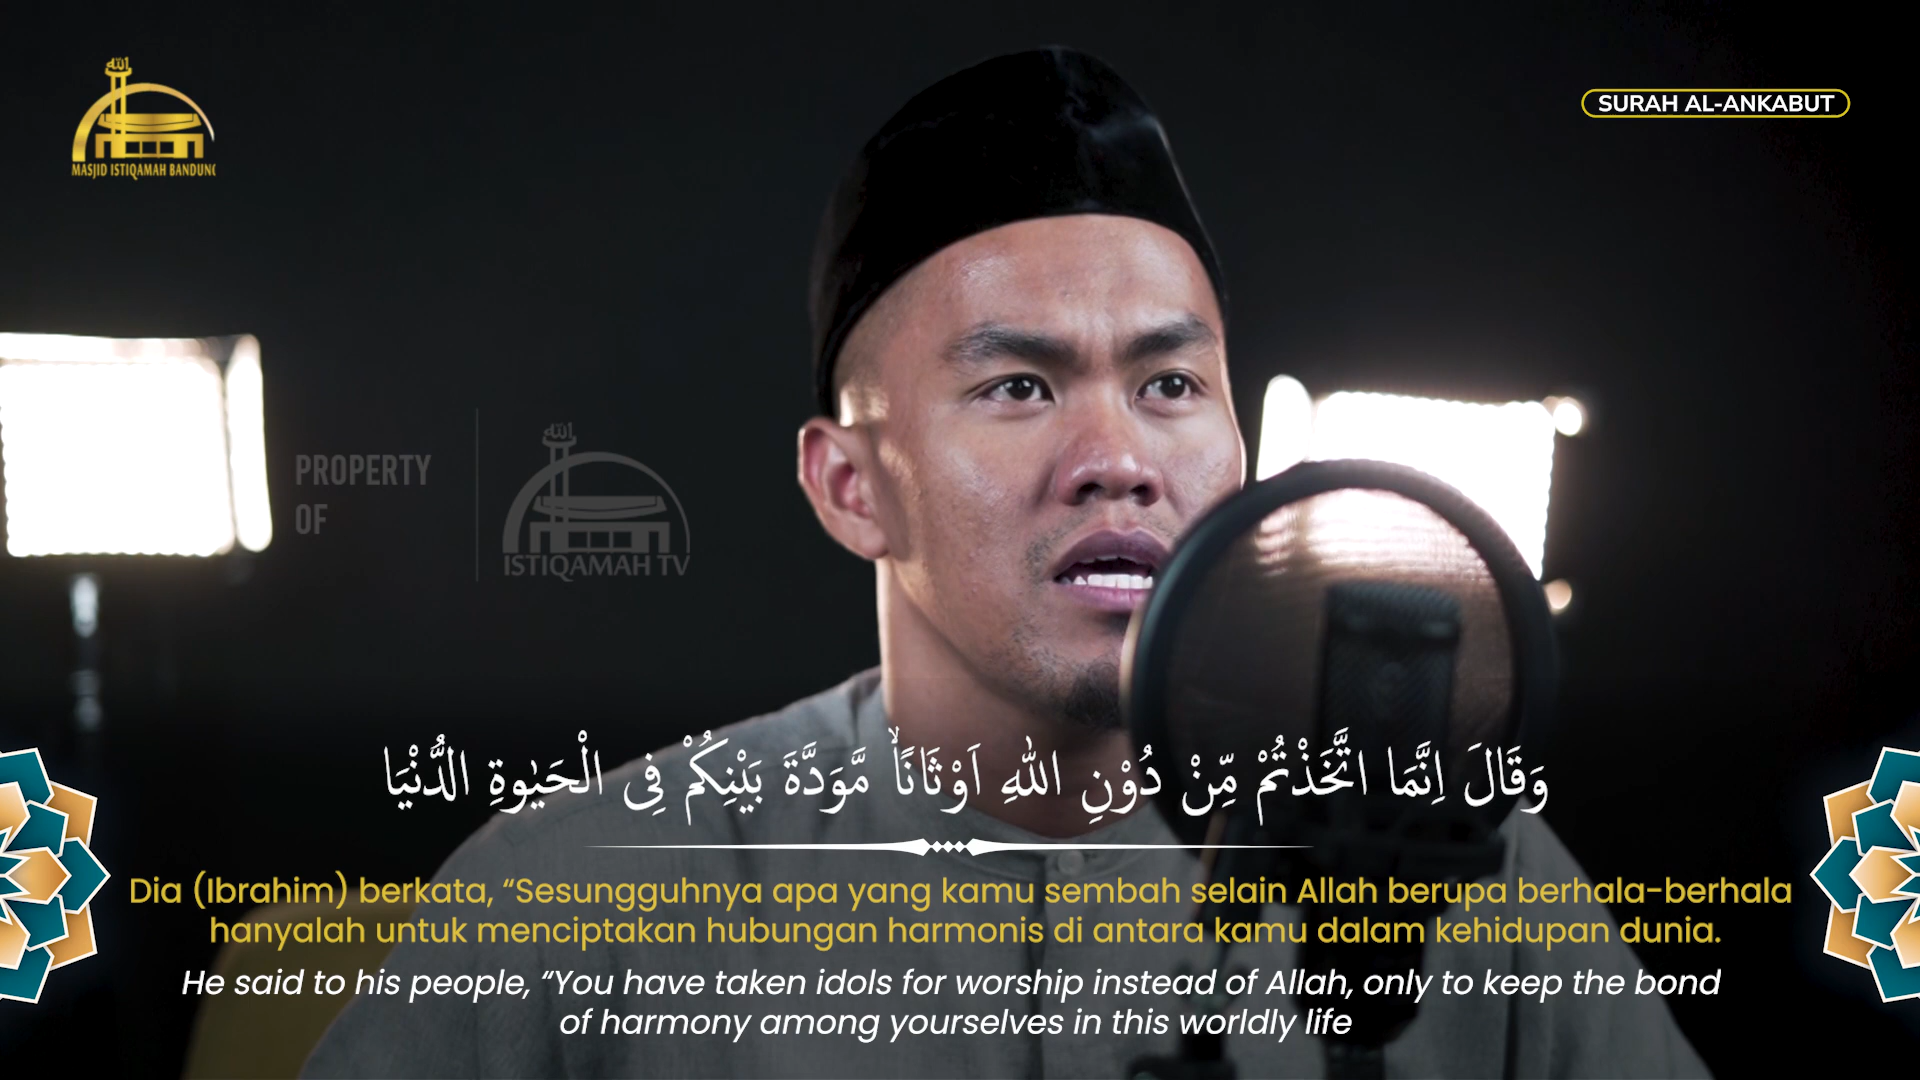 الله
MASJID ISTIQAMAH BANDUNG
SURAH AL-ANKABUT
PROPERTY
OF
الله
ISTIQAMAH TV
وَقَالَ اِنَّمَا اتَّخَذْتُمْ مِّنْ دُوْنِ اللّٰهِ اَوْثَانًاۙ مَّوَدَّةَ بَيْنِكُمْ فِى الْحَيٰوةِ الدُّنْيَا
Dia (Ibrahim) berkata, “Sesungguhnya apa yang kamu sembah selain Allah berupa berhala-berhala
hanyalah untuk menciptakan hubungan harmonis di antara kamu dalam kehidupan dunia.
He said to his people, “You have taken idols for worship instead of Allah, only to keep the bond
of harmony among yourselves in this worldly life